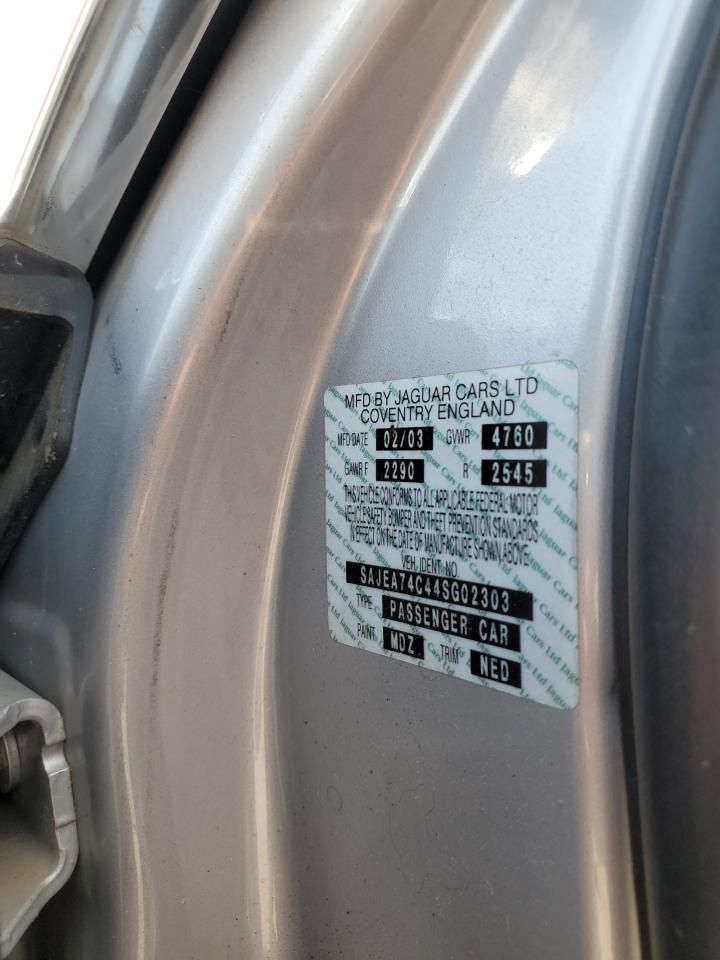 MFD BY JAGUAR CARS LTD
COVENTRY ENGLAND
MFD DATE 02/03 GVWR 4760
GAWR F 2290 R 2545
THIS VEHICLE CONFORMS TO ALL APPLICABLE FEDERAL MOTOR
VEHICLE SAFETY, BUMPER AND THEFT PREVENTION STANDARDS
IN EFFECT ON THE DATE OF MANUFACTURE SHOWN ABOVE.
VEH. IDENT NO.
SAJEA74C44SG02303
TYPE PASSENGER CAR
PAINT MDZ TRIM NED